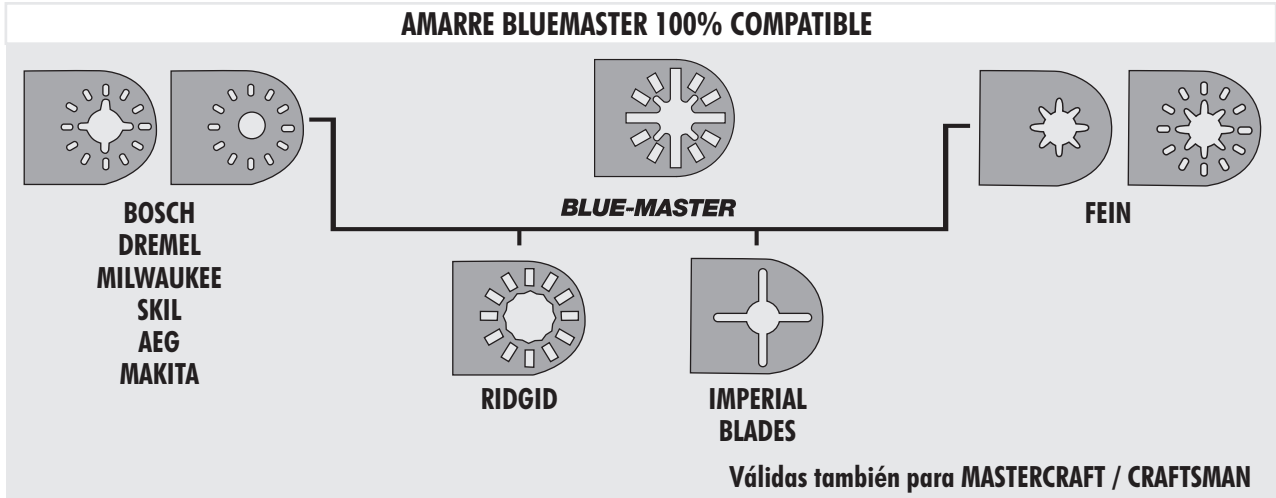 AMARRE BLUEMASTER 100% COMPATIBLE
BOSCH
DREMEL
MILWAUKEE
SKIL
AEG
MAKITA
BLUE-MASTER
FEIN
RIDGID
IMPERIAL
BLADES
Válidas también para MASTERCRAFT / CRAFTSMAN